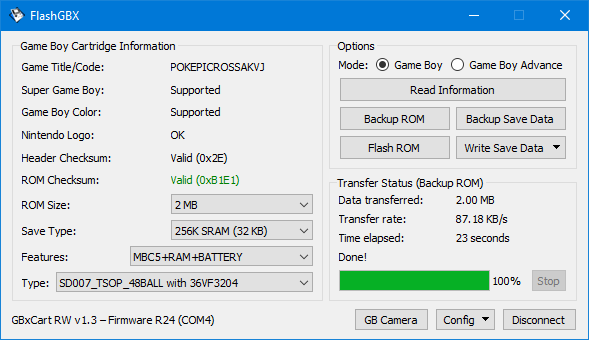 FlashGBX
Game Boy Cartridge Information
Game Title/Code: POKEPICROSSAKVJ
Super Game Boy: Supported
Game Boy Color: Supported
Nintendo Logo: OK
Header Checksum: Valid (0x2E)
ROM Checksum: Valid (0xB1E1)
ROM Size: 2 MB
Save Type: 256K SRAM (32 KB)
Features: MBC5+RAM+BATTERY
Type: SD007_TSOP_48BALL with 36VF3204
Options
Mode: Game Boy Game Boy Advance
Read Information
Backup ROM Backup Save Data
Flash ROM Write Save Data
Transfer Status (Backup ROM)
Data transferred: 2.00 MB
Transfer rate: 87.18 KB/s
Time elapsed: 23 seconds
Done!
100% Stop
GBxCart RW v1.3 – Firmware R24 (COM4)
GB Camera Config Disconnect